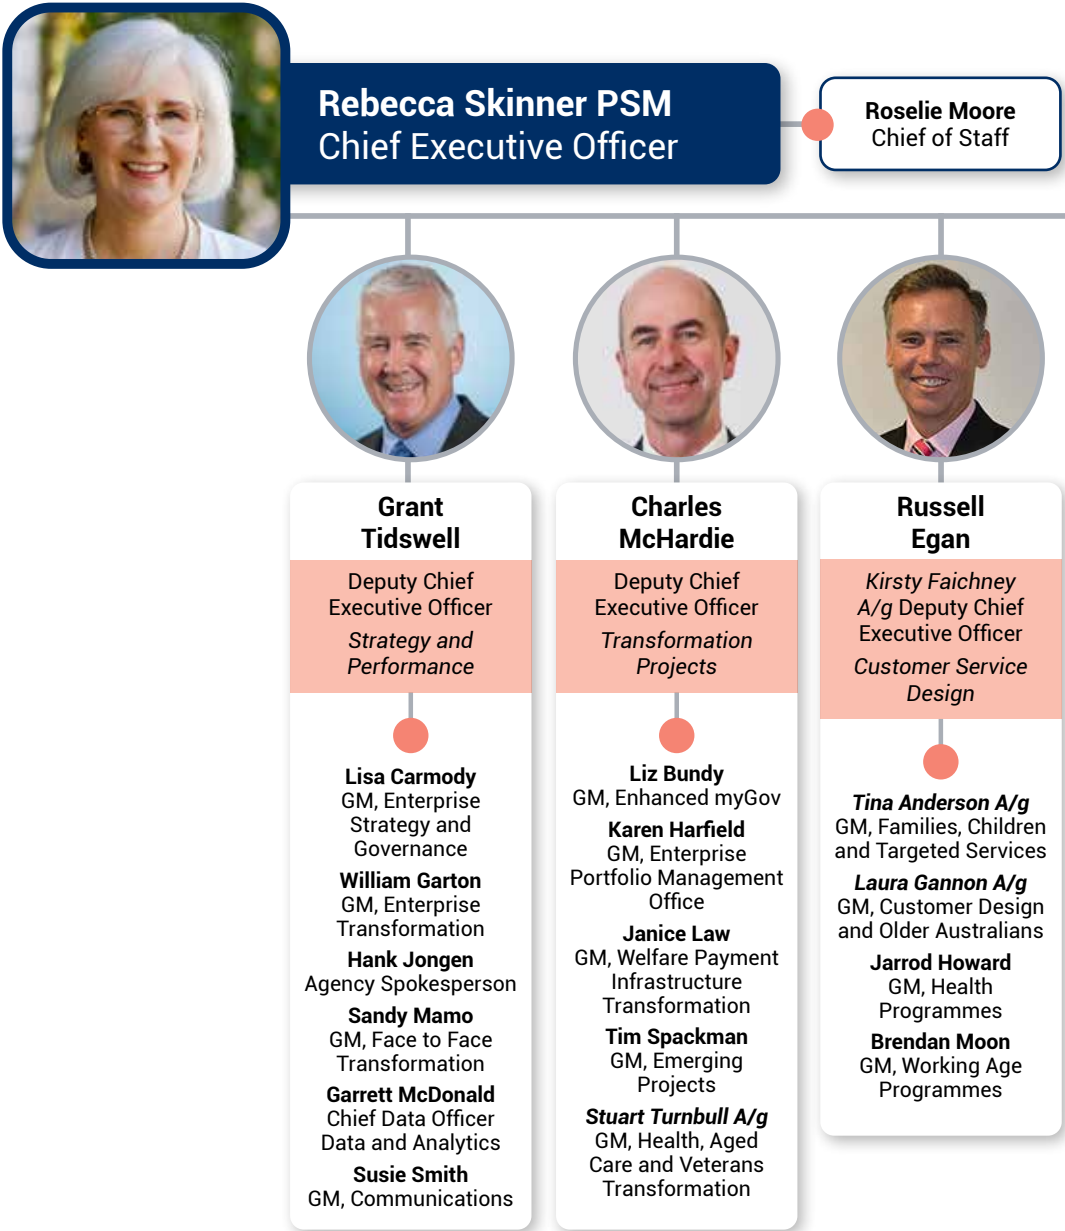 Rebecca Skinner PSM
Chief Executive Officer
Roselie Moore
Chief of Staff
Grant
Tidswell
Deputy Chief
Executive Officer
Strategy and
Performance
Lisa Carmody
GM, Enterprise
Strategy and
Governance
William Garton
GM, Enterprise
Transformation
Hank Jongen
Agency Spokesperson
Sandy Mamo
GM, Face to Face
Transformation
Garrett McDonald
Chief Data Officer
Data and Analytics
Susie Smith
GM, Communications
Charles
McHardie
Deputy Chief
Executive Officer
Transformation
Projects
Liz Bundy
GM, Enhanced myGov
Karen Harfield
GM, Enterprise
Portfolio Management
Office
Janice Law
GM, Welfare Payment
Infrastructure
Transformation
Tim Spackman
GM, Emerging
Projects
Stuart Turnbull A/g
GM, Health, Aged
Care and Veterans
Transformation
Russell
Egan
Kirsty Faichney
A/g Deputy Chief
Executive Officer
Customer Service
Design
Tina Anderson A/g
GM, Families, Children
and Targeted Services
Laura Gannon A/g
GM, Customer Design
and Older Australians
Jarrod Howard
GM, Health
Programmes
Brendan Moon
GM, Working Age
Programmes